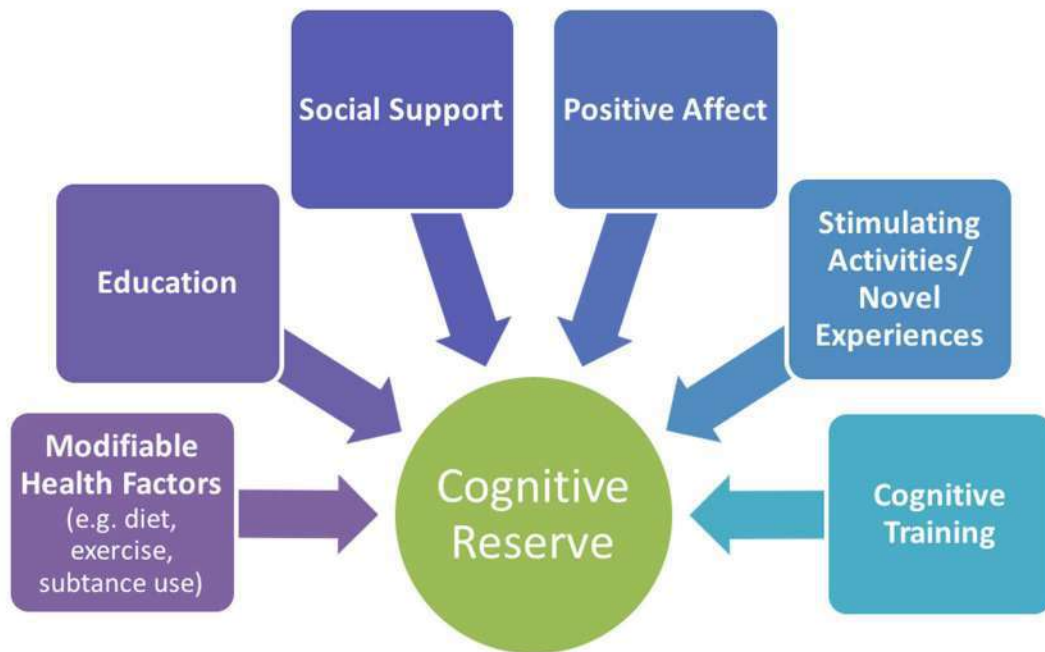 Social Support
Positive Affect
Education
Stimulating
Activities/
Novel
Experiences
Modifiable
Health Factors
(e.g. diet,
exercise,
subtance use)
Cognitive
Reserve
Cognitive
Training